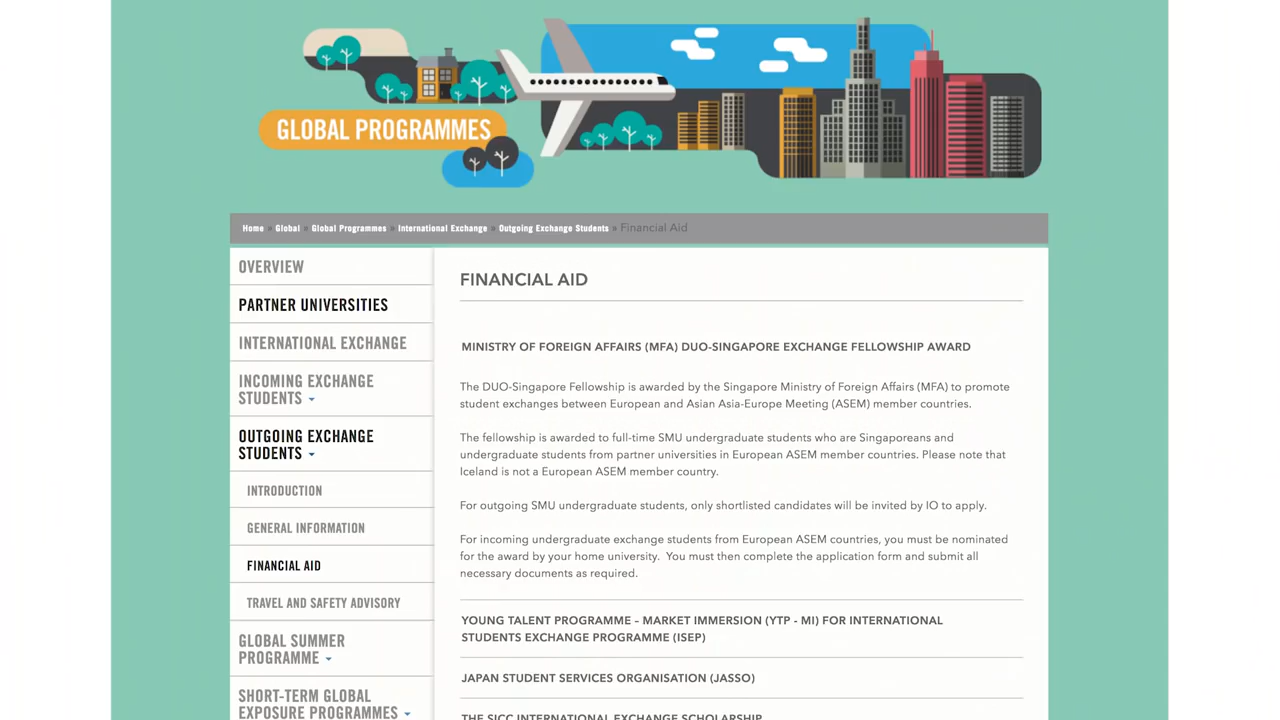 GLOBAL PROGRAMMES
Home » Global » Global Programmes » International Exchange » Outgoing Exchange Students » Financial Aid
OVERVIEW
PARTNER UNIVERSITIES
INTERNATIONAL EXCHANGE
INCOMING EXCHANGE
STUDENTS
OUTGOING EXCHANGE
STUDENTS
INTRODUCTION
GENERAL INFORMATION
FINANCIAL AID
TRAVEL AND SAFETY ADVISORY
GLOBAL SUMMER
PROGRAMME
SHORT-TERM GLOBAL
EXPOSURE PROGRAMMES
FINANCIAL AID
MINISTRY OF FOREIGN AFFAIRS (MFA) DUO-SINGAPORE EXCHANGE FELLOWSHIP AWARD
The DUO-Singapore Fellowship is awarded by the Singapore Ministry of Foreign Affairs (MFA) to promote
student exchanges between European and Asian Asia-Europe Meeting (ASEM) member countries.
The fellowship is awarded to full-time SMU undergraduate students who are Singaporeans and
undergraduate students from partner universities in European ASEM member countries. Please note that
Iceland is not a European ASEM member country.
For outgoing SMU undergraduate students, only shortlisted candidates will be invited by IO to apply.
For incoming undergraduate exchange students from European ASEM countries, you must be nominated
for the award by your home university. You must then complete the application form and submit all
necessary documents as required.
YOUNG TALENT PROGRAMME – MARKET IMMERSION (YTP - MI) FOR INTERNATIONAL
STUDENTS EXCHANGE PROGRAMME (ISEP)
JAPAN STUDENT SERVICES ORGANISATION (JASSO)
THE SICC INTERNATIONAL EXCHANGE SCHOLARSHIP